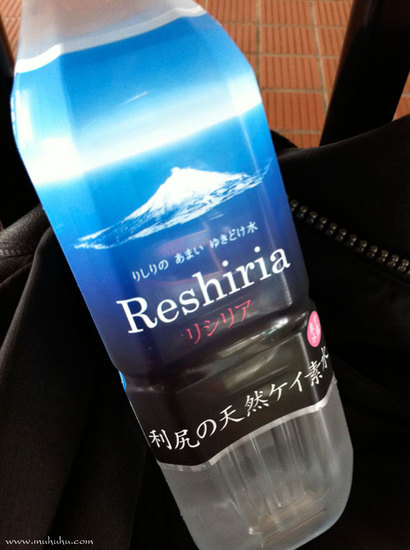 りしりの あまい ゆきどけ水
Reshiria
リシリア
利尻の天然ケイ素水
www.muhuhu.com